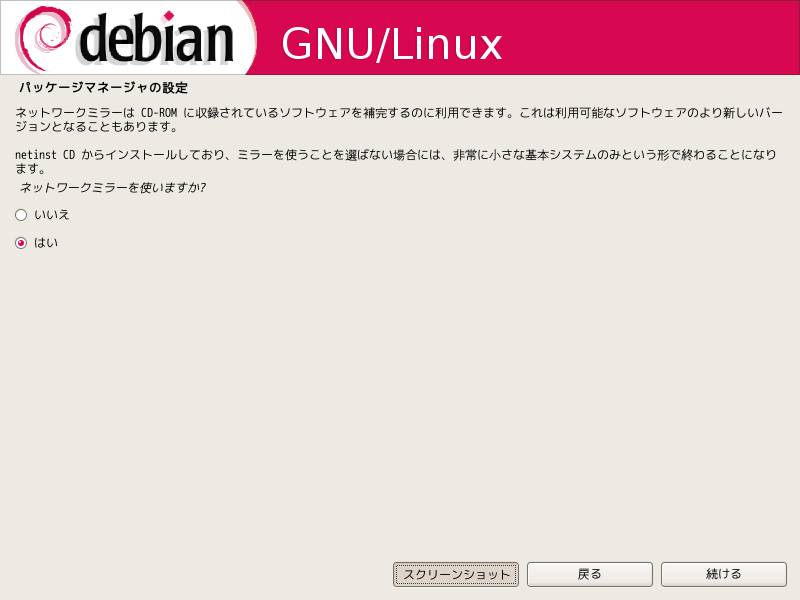 debian GNU/Linux
パッケージマネージャの設定
ネットワークミラーは CD-ROM に収録されているソフトウェアを補完するのに利用できます。これは利用可能なソフトウェアのより新しいバー
ジョンとなることもあります。
netinst CD からインストールしており、ミラーを使うことを選ばない場合には、非常に小さな基本システムのみという形で終わることになり
ます。
ネットワークミラーを使いますか?
いいえ
はい
スクリーンショット 戻る 続ける